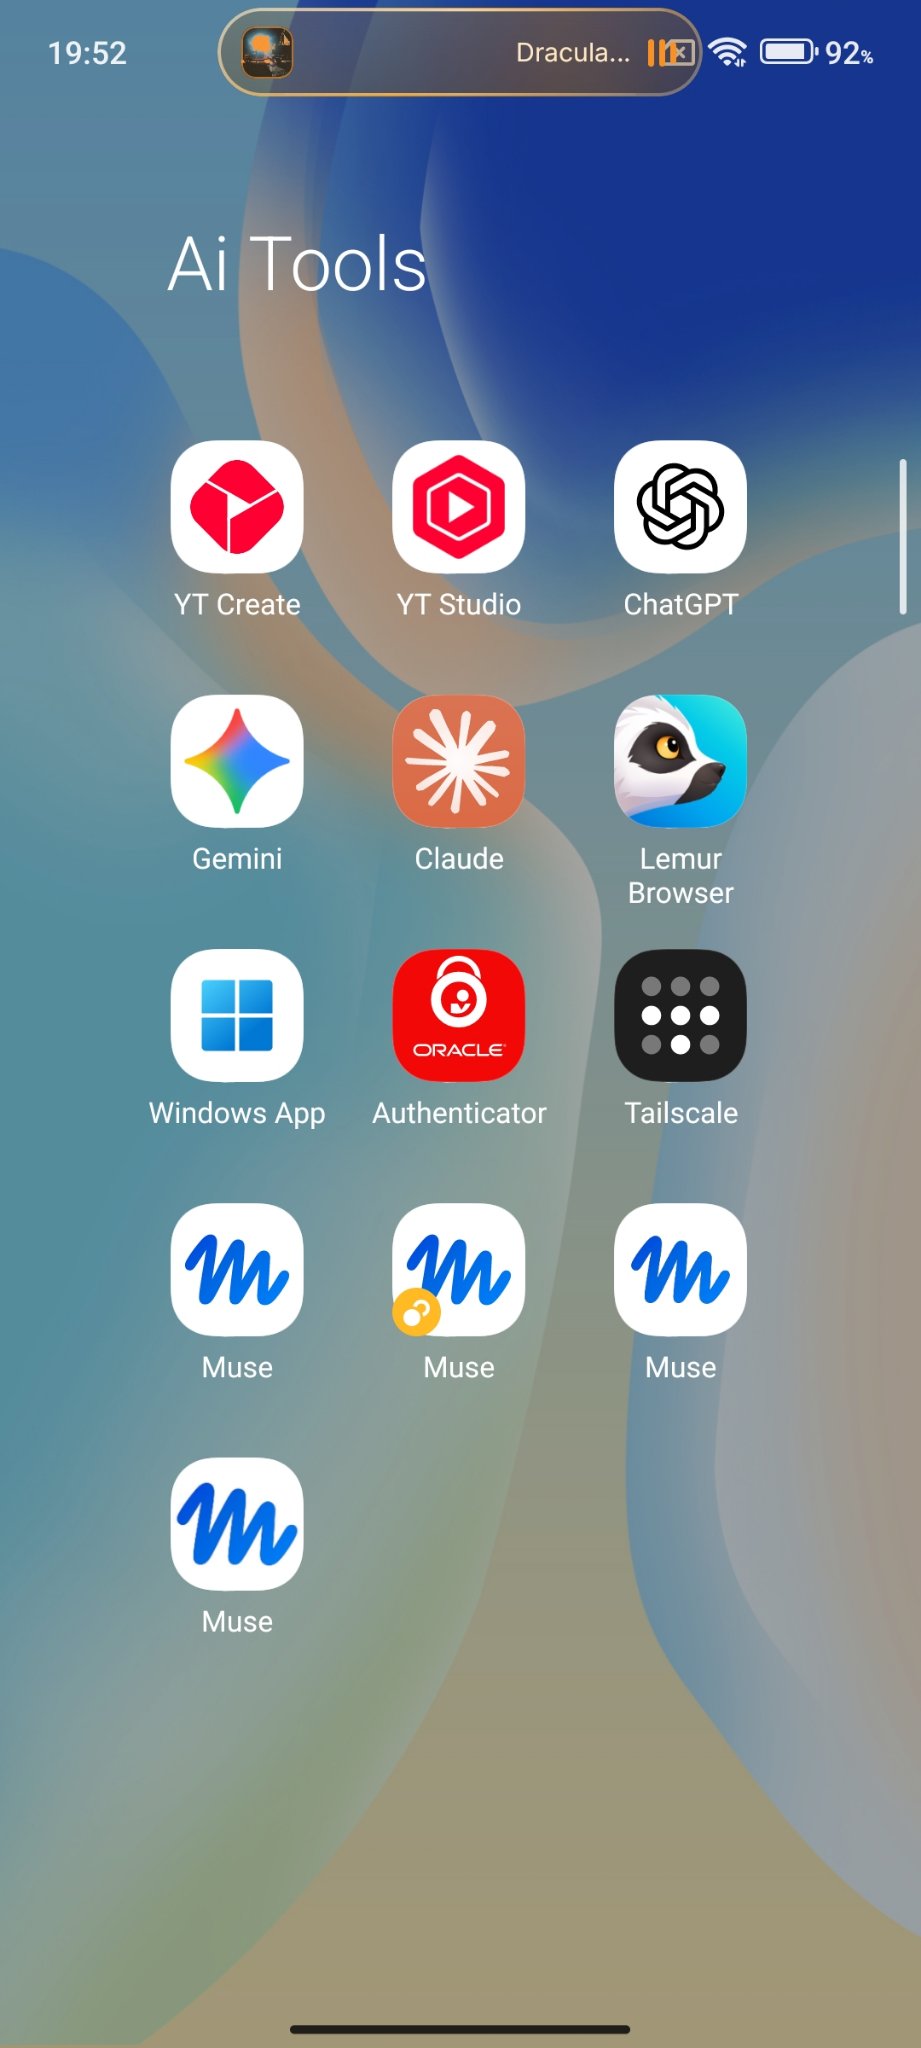 19:52
Dracula...
92%
Ai Tools
YT Create
YT Studio
ChatGPT
Gemini
Claude
Lemur
Browser
ORACLE
Windows App
Authenticator
Tailscale
Muse
Muse
Muse
Muse